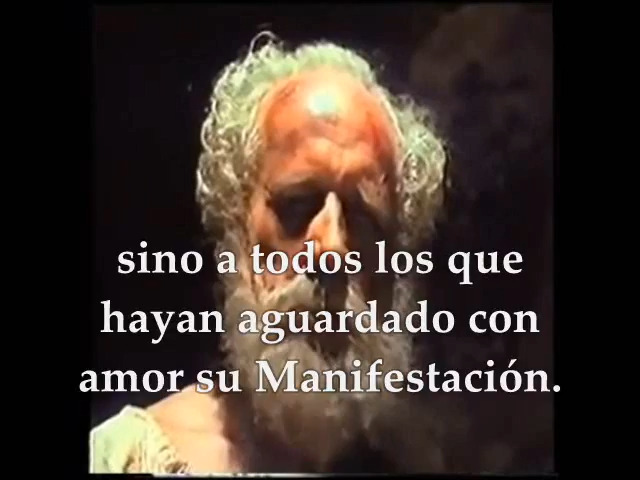 sino a todos los que
hayan aguardado con
amor su Manifestación.